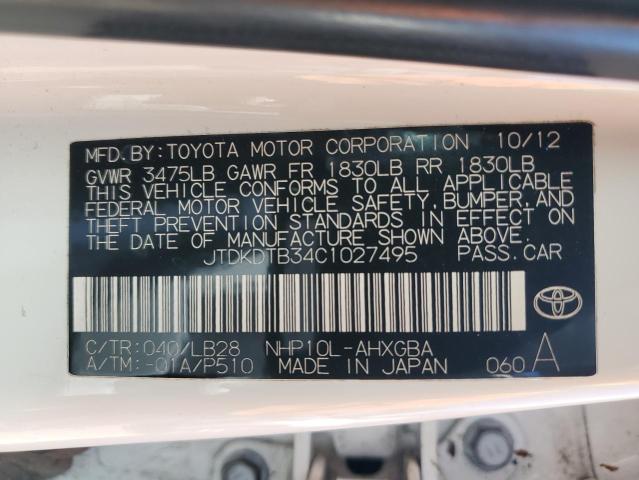 MFD.BY:TOYOTA MOTOR CORPORATION 10/12
GVWR 3475LB GAWR FR 1830LB RR 1830LB
THIS VEHICLE CONFORMS TO ALL APPLICABLE
FEDERAL MOTOR VEHICLE SAFETY, BUMPER, AND
THEFT PREVENTION STANDARDS IN EFFECT ON
THE DATE OF MANUFACTURE SHOWN ABOVE.
JTDKDTB34C1027495 PASS.CAR
C/TR:040/LB28 NHP10L-AHXGBA
A/TM:-01A/P510 MADE IN JAPAN 060 A